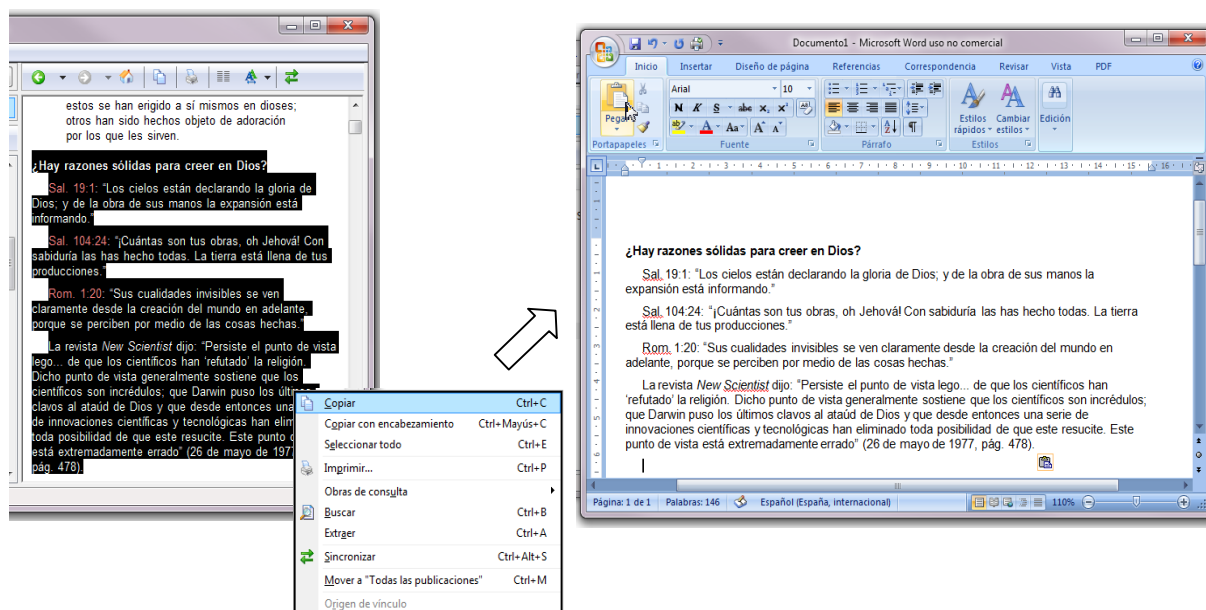 estos se han erigido a sí mismos en dioses;
otros han sido hechos objeto de adoración
por los que les sirven.
¿Hay razones sólidas para creer en Dios?
Sal. 19:1: “Los cielos están declarando la gloria de
Dios; y de la obra de sus manos la expansión está
informando.”
Sal. 104:24: “¡Cuántas son tus obras, oh Jehová! Con
sabiduría las has hecho todas. La tierra está llena de tus
producciones.”
Rom. 1:20: “Sus cualidades invisibles se ven
claramente desde la creación del mundo en adelante,
porque se perciben por medio de las cosas hechas.”
La revista New Scientist dijo: “Persiste el punto de vista
lego... de que los científicos han ‘refutado’ la religión.
Dicho punto de vista generalmente sostiene que los
científicos son incrédulos; que Darwin puso los
clavos al ataúd de Dios y que desde entonces una
de innovaciones científicas y tecnológicas han
toda posibilidad de que este resucite. Este punto
está extremadamente errado” (26 de mayo de
pág. 478).
Copiar Ctrl+C
Copiar con encabezamiento Ctrl+Mayús+C
Seleccionar todo Ctrl+E
Imprimir... Ctrl+P
Obras de consulta
Buscar Ctrl+B
Extraer Ctrl+A
Sincronizar Ctrl+Alt+S
Mover a "Todas las publicaciones" Ctrl+M
Origen de vínculo
Documento1 - Microsoft Word uso no comercial
Inicio Insertar Diseño de página Referencias Correspondencia Revisar Vista PDF
Pegar
Arial 10
N K S abe x, x²
Aa A A
Estilos rápidos
Cambiar estilos
Edición
Portapapeles Fuente Párrafo Estilos
1 2 3 4 5 6 7 8 9 10 11 12 13 14 15 16
¿Hay razones sólidas para creer en Dios?
Sal. 19:1: “Los cielos están declarando la gloria de Dios; y de la obra de sus manos la
expansión está informando.”
Sal. 104:24: “¡Cuántas son tus obras, oh Jehová! Con sabiduría las has hecho todas. La tierra
está llena de tus producciones.”
Rom. 1:20: “Sus cualidades invisibles se ven claramente desde la creación del mundo en
adelante, porque se perciben por medio de las cosas hechas.”
La revista New Scientist dijo: “Persiste el punto de vista lego... de que los científicos han
‘refutado’ la religión. Dicho punto de vista generalmente sostiene que los científicos son incrédulos;
que Darwin puso los últimos clavos al ataúd de Dios y que desde entonces una serie de
innovaciones científicas y tecnológicas han eliminado toda posibilidad de que este resucite. Este
punto de vista está extremadamente errado” (26 de mayo de 1977, pág. 478).
Página: 1 de 1 Palabras: 146 Español (España, internacional) 110%